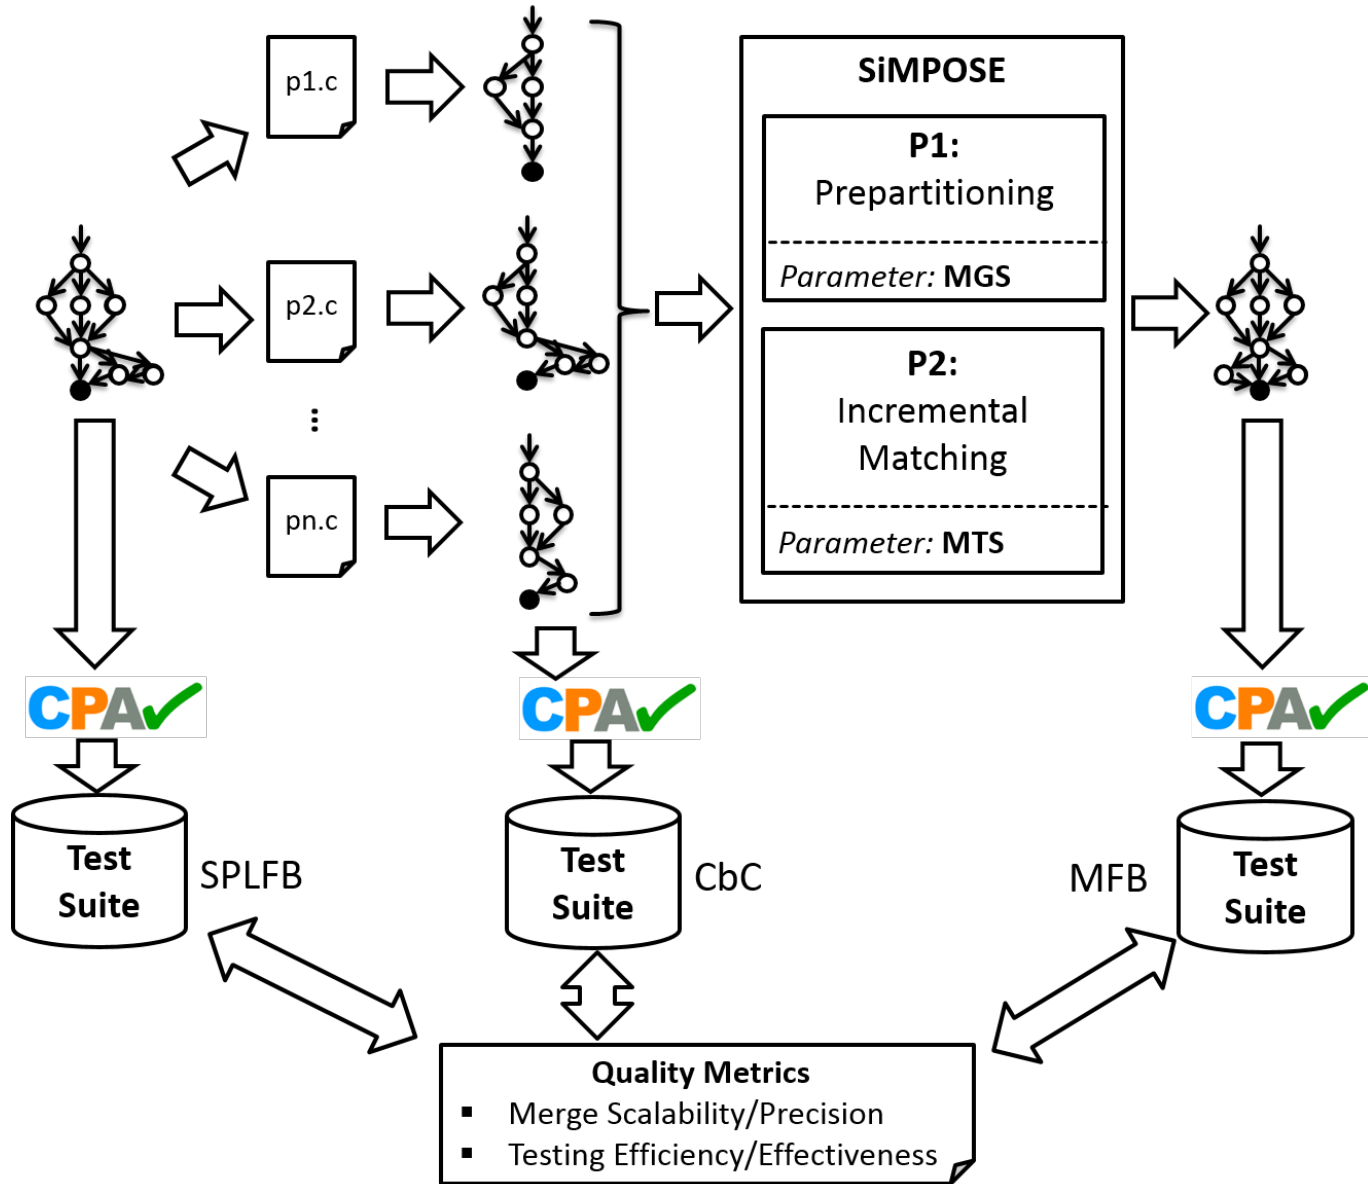 p1.c
p2.c
...
pn.c
SiMPOSE
P1:
Prepartitioning
Parameter: MGS
P2:
Incremental
Matching
Parameter: MTS
CPA
CPA
CPA
Test
Suite
SPLFB
Test
Suite
CbC
MFB
Test
Suite
Quality Metrics
▪ Merge Scalability/Precision
▪ Testing Efficiency/Effectiveness